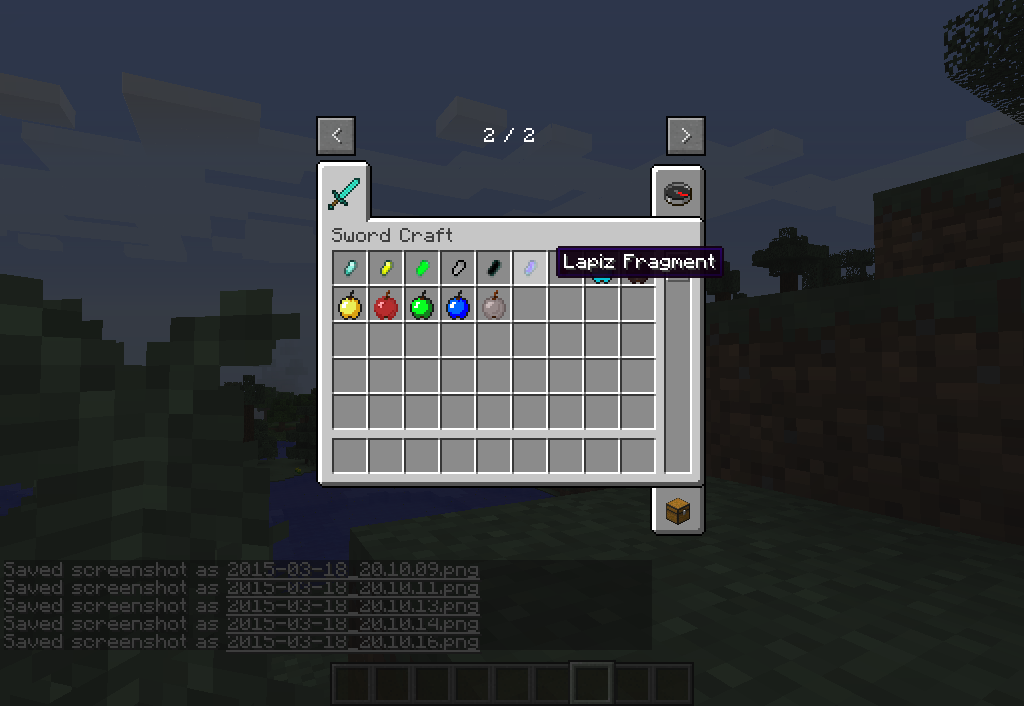 <
2 / 2
>
Sword Craft
Lapiz Fragment
Saved screenshot as 2015-03-18_20.10.09.png
Saved screenshot as 2015-03-18_20.10.11.png
Saved screenshot as 2015-03-18_20.10.13.png
Saved screenshot as 2015-03-18_20.10.14.png
Saved screenshot as 2015-03-18_20.10.16.png